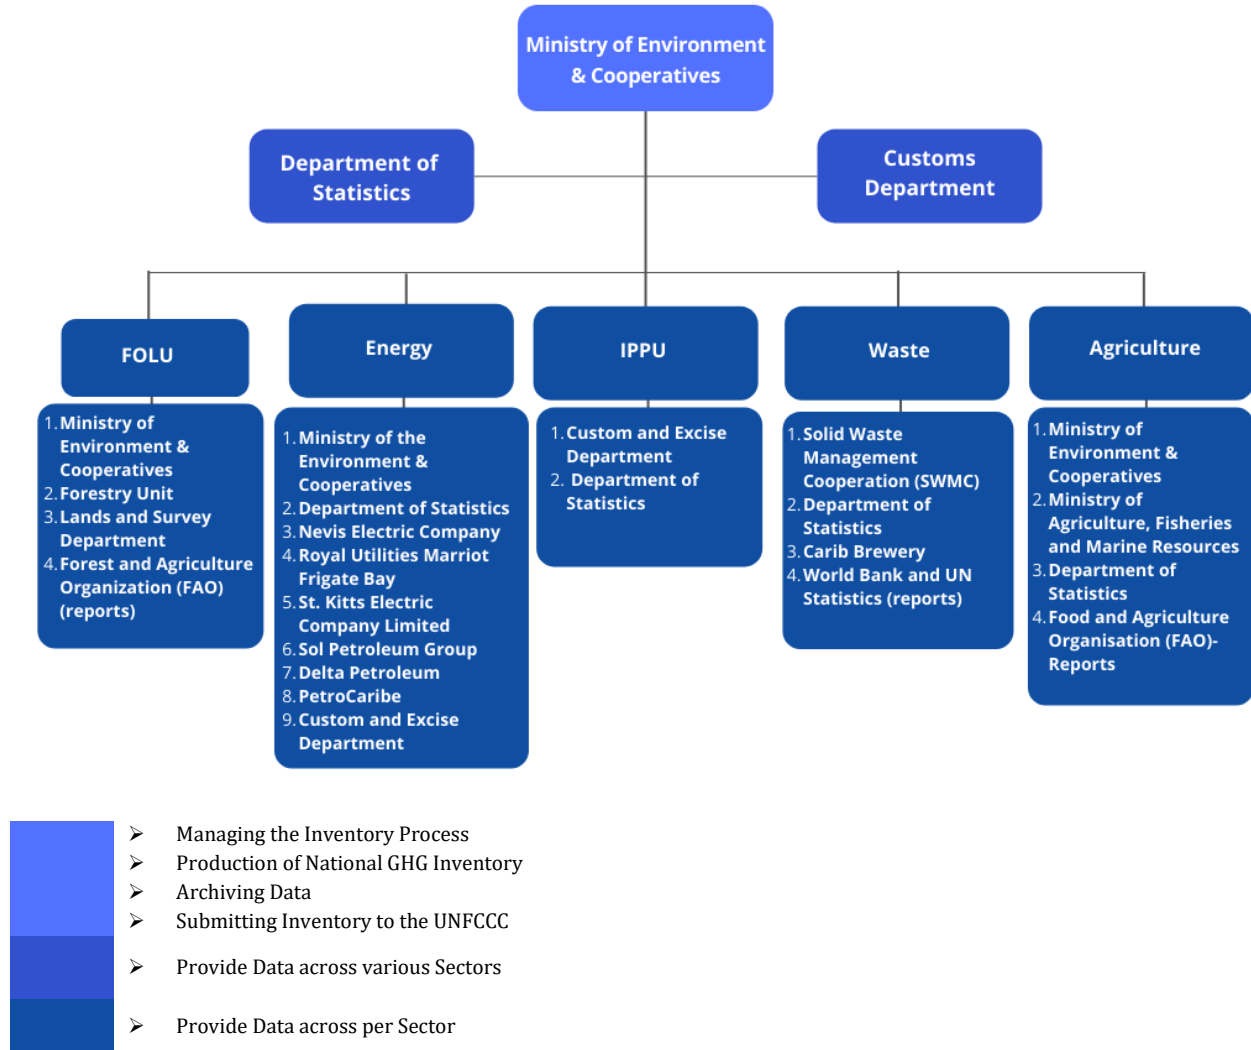 Ministry of Environment
& Cooperatives
Department of
Statistics
Customs
Department
FOLU
1. Ministry of
Environment &
Cooperatives
2. Forestry Unit
3. Lands and Survey
Department
4. Forest and Agriculture
Organization (FAO)
(reports)
Energy
1. Ministry of the
Environment &
Cooperatives
2. Department of Statistics
3. Nevis Electric Company
4. Royal Utilities Marriot
Frigate Bay
5. St. Kitts Electric
Company Limited
6. Sol Petroleum Group
7. Delta Petroleum
8. PetroCaribe
9. Custom and Excise
Department
IPPU
1. Custom and Excise
Department
2. Department of
Statistics
Waste
1. Solid Waste
Management
Cooperation (SWMC)
2. Department of
Statistics
3. Carib Brewery
4. World Bank and UN
Statistics (reports)
Agriculture
1. Ministry of
Environment &
Cooperatives
2. Ministry of
Agriculture, Fisheries
and Marine Resources
3. Department of
Statistics
4. Food and Agriculture
Organisation (FAO)-
Reports
➢ Managing the Inventory Process
➢ Production of National GHG Inventory
➢ Archiving Data
➢ Submitting Inventory to the UNFCCC
➢ Provide Data across various Sectors
➢ Provide Data across per Sector